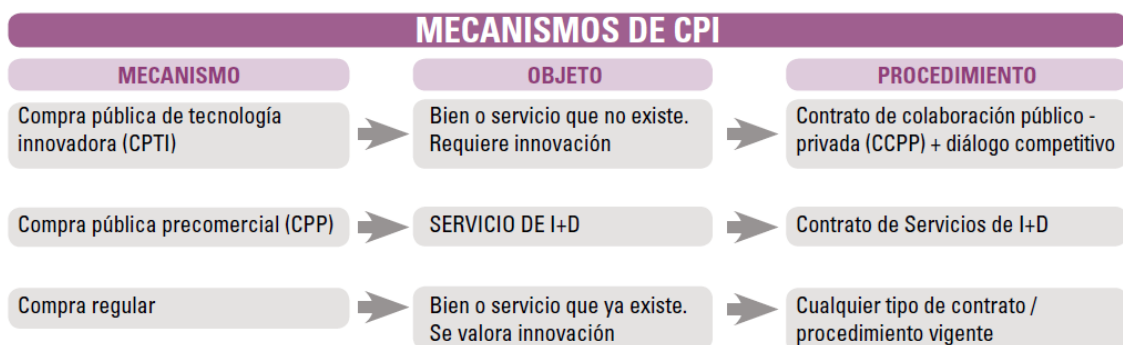 MECANISMOS DE CPI
MECANISMO
OBJETO
PROCEDIMIENTO
Compra pública de tecnología
innovadora (CPTI)
Bien o servicio que no existe.
Requiere innovación
Contrato de colaboración público -
privada (CCPP) + diálogo competitivo
Compra pública precomercial (CPP)
SERVICIO DE I+D
Contrato de Servicios de I+D
Compra regular
Bien o servicio que ya existe.
Se valora innovación
Cualquier tipo de contrato /
procedimiento vigente